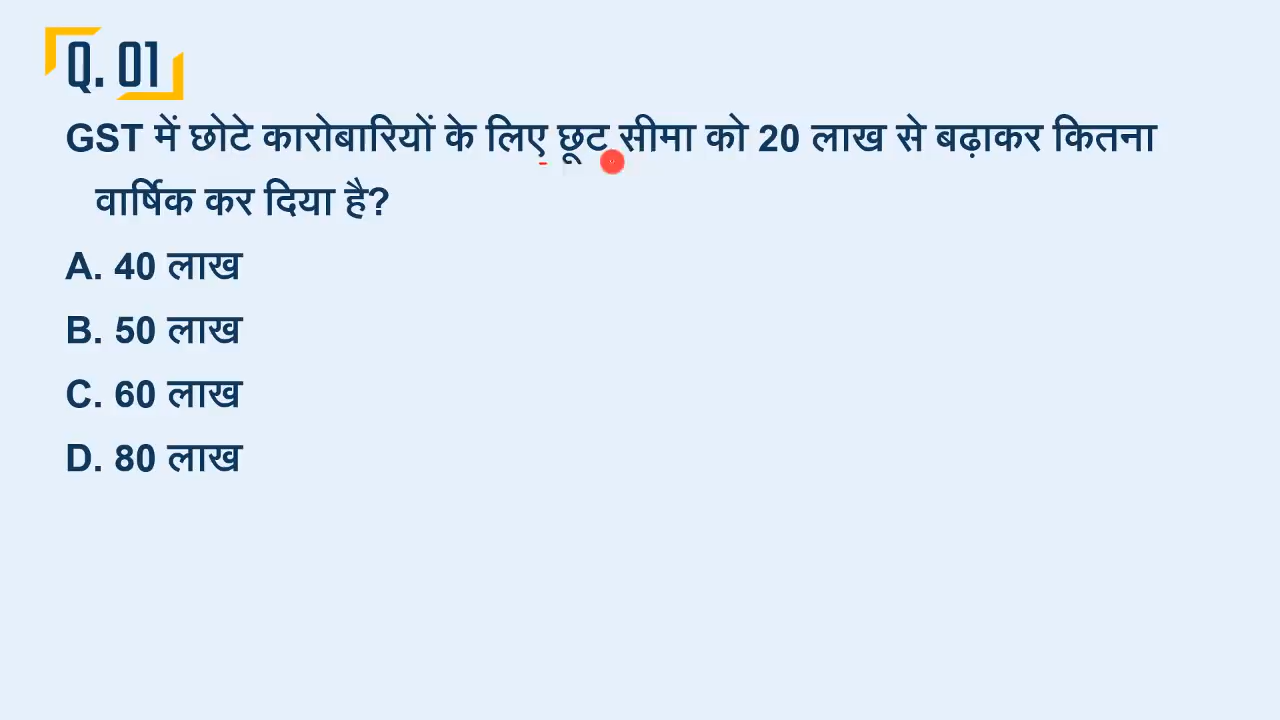 Q. 01
GST में छोटे कारोबारियों के लिए छूट सीमा को 20 लाख से बढ़ाकर कितना
वार्षिक कर दिया है?
A. 40 लाख
B. 50 लाख
C. 60 लाख
D. 80 लाख